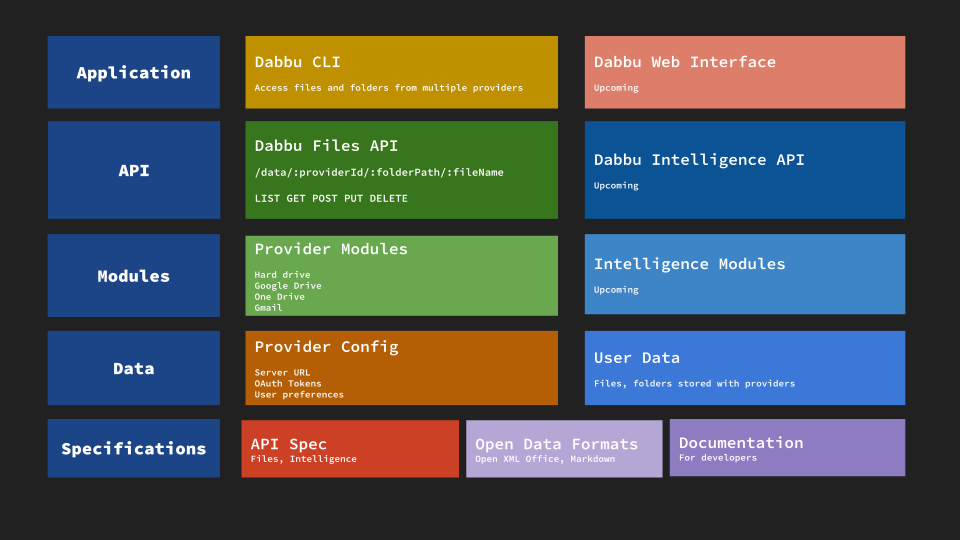 Application
Dabbu CLI
Access files and folders from multiple providers
Dabbu Web Interface
Upcoming
API
Dabbu Files API
/data/:providerId/:folderPath/:fileName
LIST GET POST PUT DELETE
Dabbu Intelligence API
Upcoming
Modules
Provider Modules
Hard drive
Google Drive
One Drive
Gmail
Intelligence Modules
Upcoming
Data
Provider Config
Server URL
OAuth Tokens
User preferences
User Data
Files, folders stored with providers
Specifications
API Spec
Files, Intelligence
Open Data Formats
Open XML Office, Markdown
Documentation
For developers